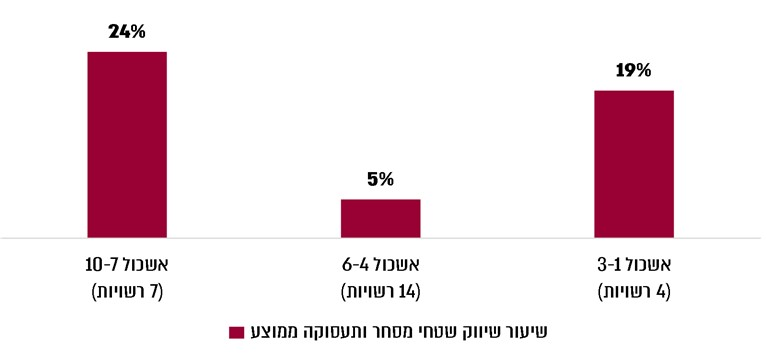 24%
5%
19%
אשכול 10-7
(7 רשויות)
אשכול 6-4
(14 רשויות)
אשכול 3-1
(4 רשויות)
שיעור שיווק שטחי מסחר ותעסוקה ממוצע